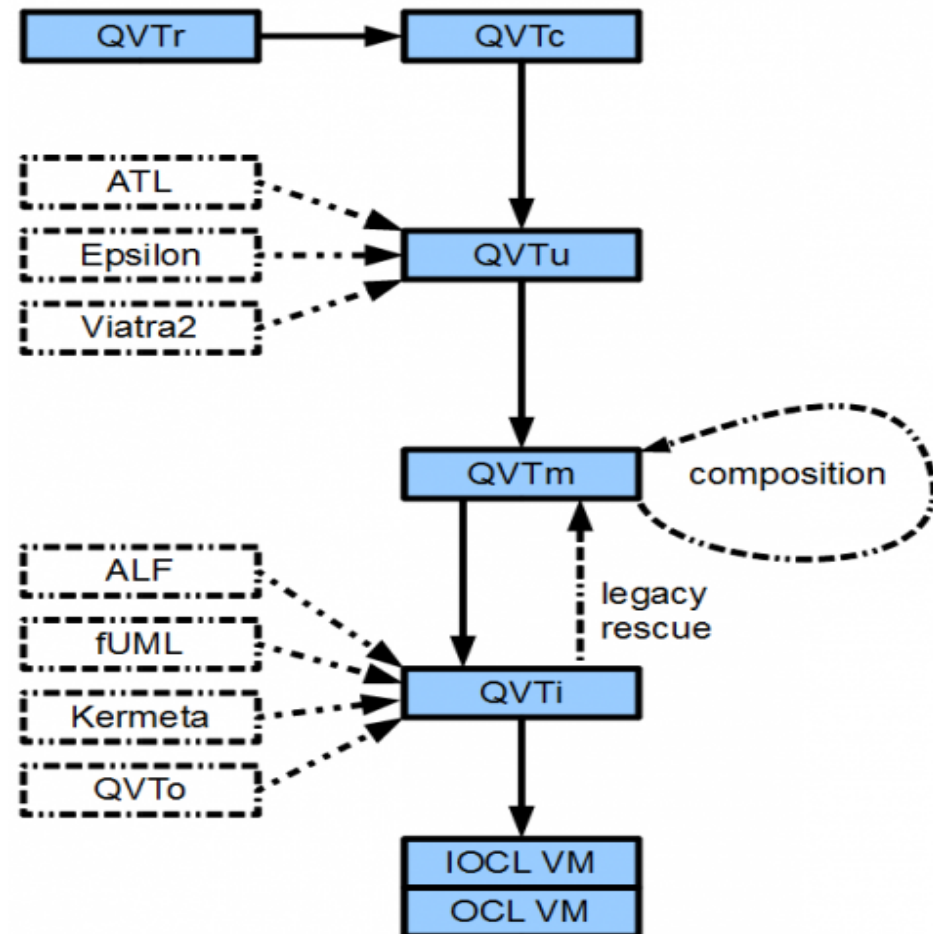 QVTr
QVTc
ATL
Epsilon
QVTu
Viatra2
QVTm
composition
ALF
legacy
rescue
fUML
QVTi
Kermeta
QVTo
IOCL VM
OCL VM